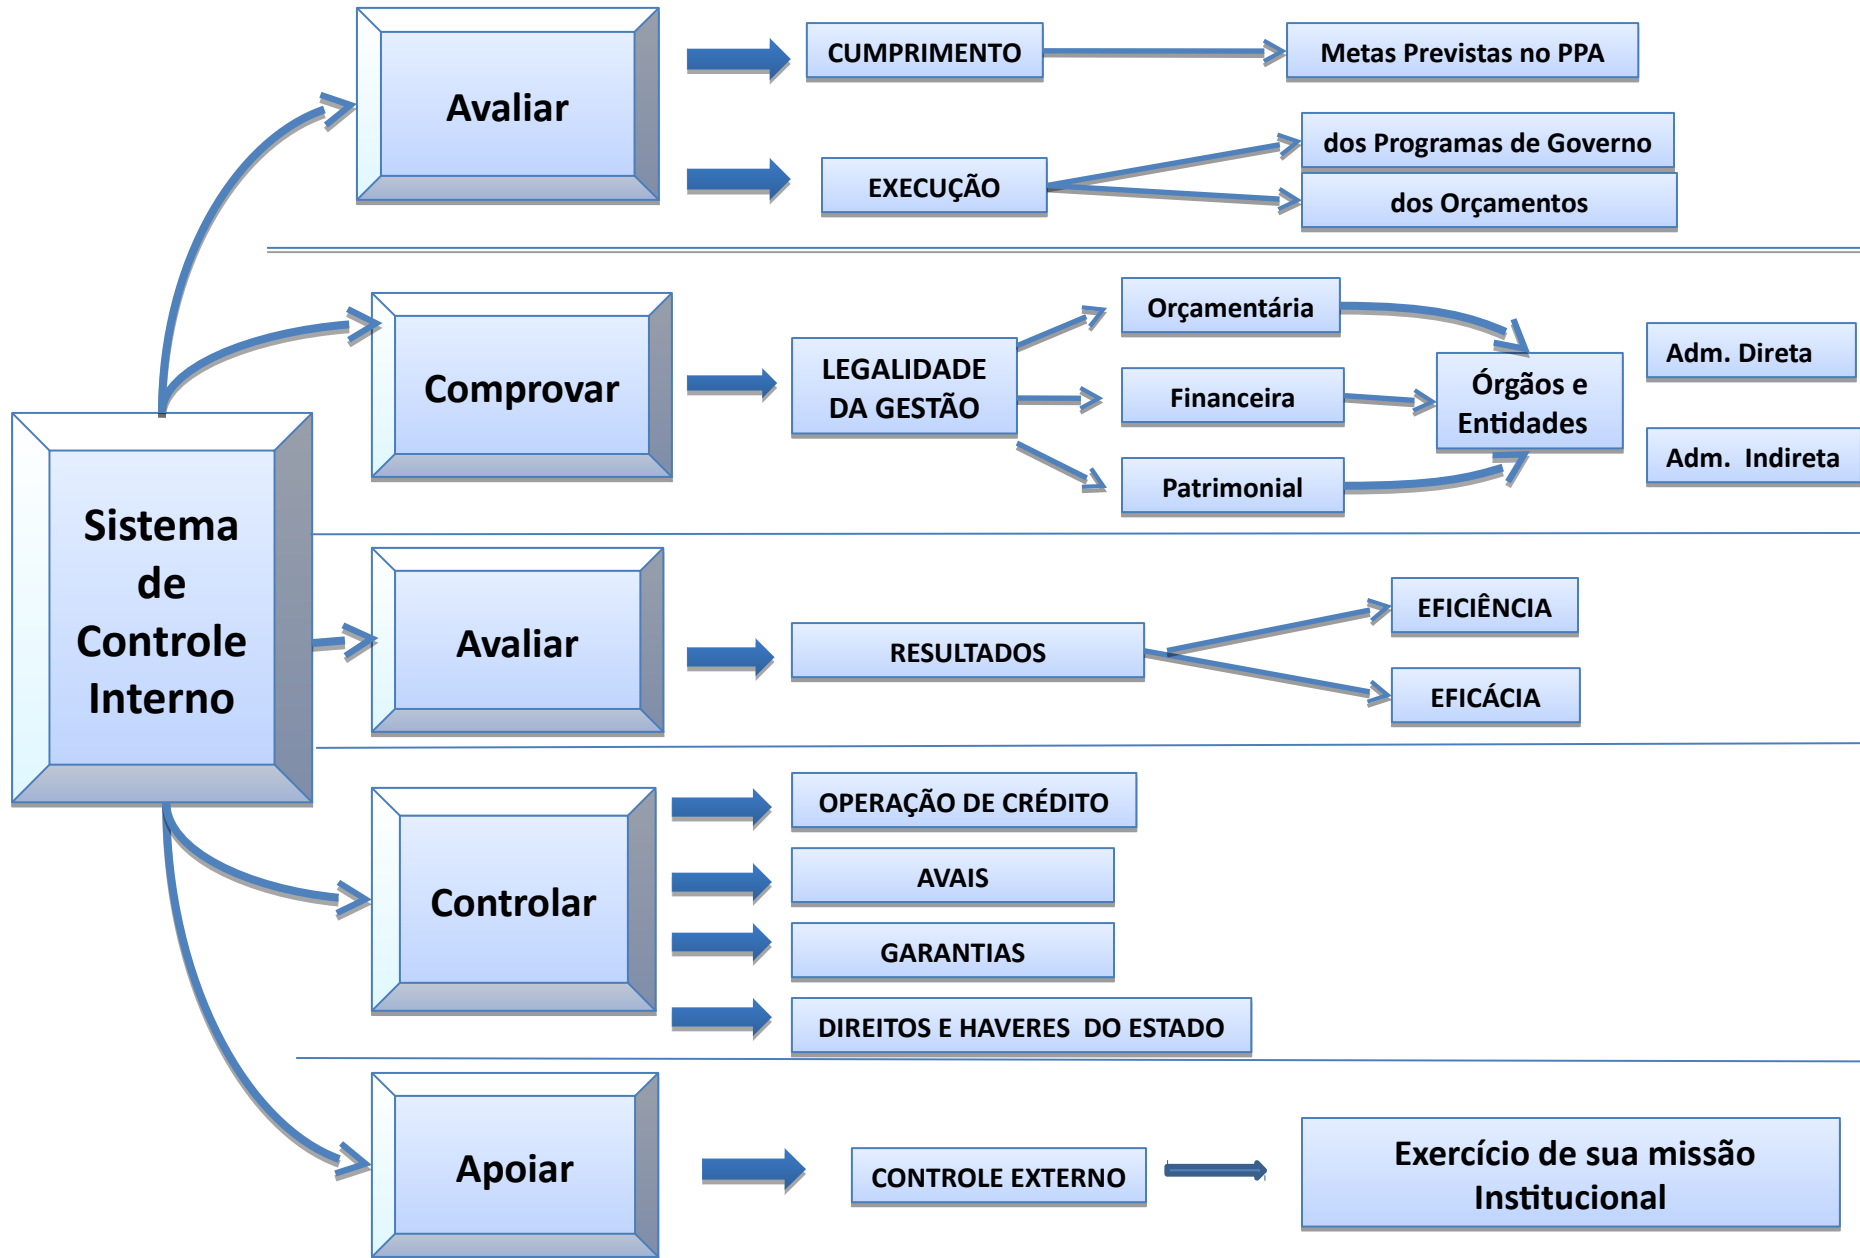 Avaliar
CUMPRIMENTO
Metas Previstas no PPA
EXECUÇÃO
dos Programas de Governo
dos Orçamentos
Sistema
de
Controle
Interno
Comprovar
LEGALIDADE
DA GESTÃO
Orçamentária
Financeira
Patrimonial
Órgãos e
Entidades
Adm. Direta
Adm. Indireta
Avaliar
RESULTADOS
EFICIÊNCIA
EFICÁCIA
Controlar
OPERAÇÃO DE CRÉDITO
AVAIS
GARANTIAS
DIREITOS E HAVERES DO ESTADO
Apoiar
CONTROLE EXTERNO
Exercício de sua missão
Institucional